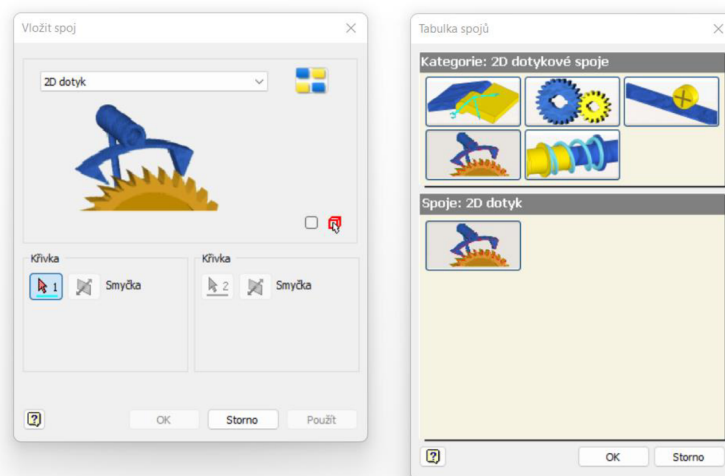 Vložit spoj
2D dotyk
Křivka
1
Smyčka
Křivka
2
Smyčka
OK
Storno
Použít
Tabulka spojů
Kategorie: 2D dotykové spoje
Spoje: 2D dotyk
OK
Storno